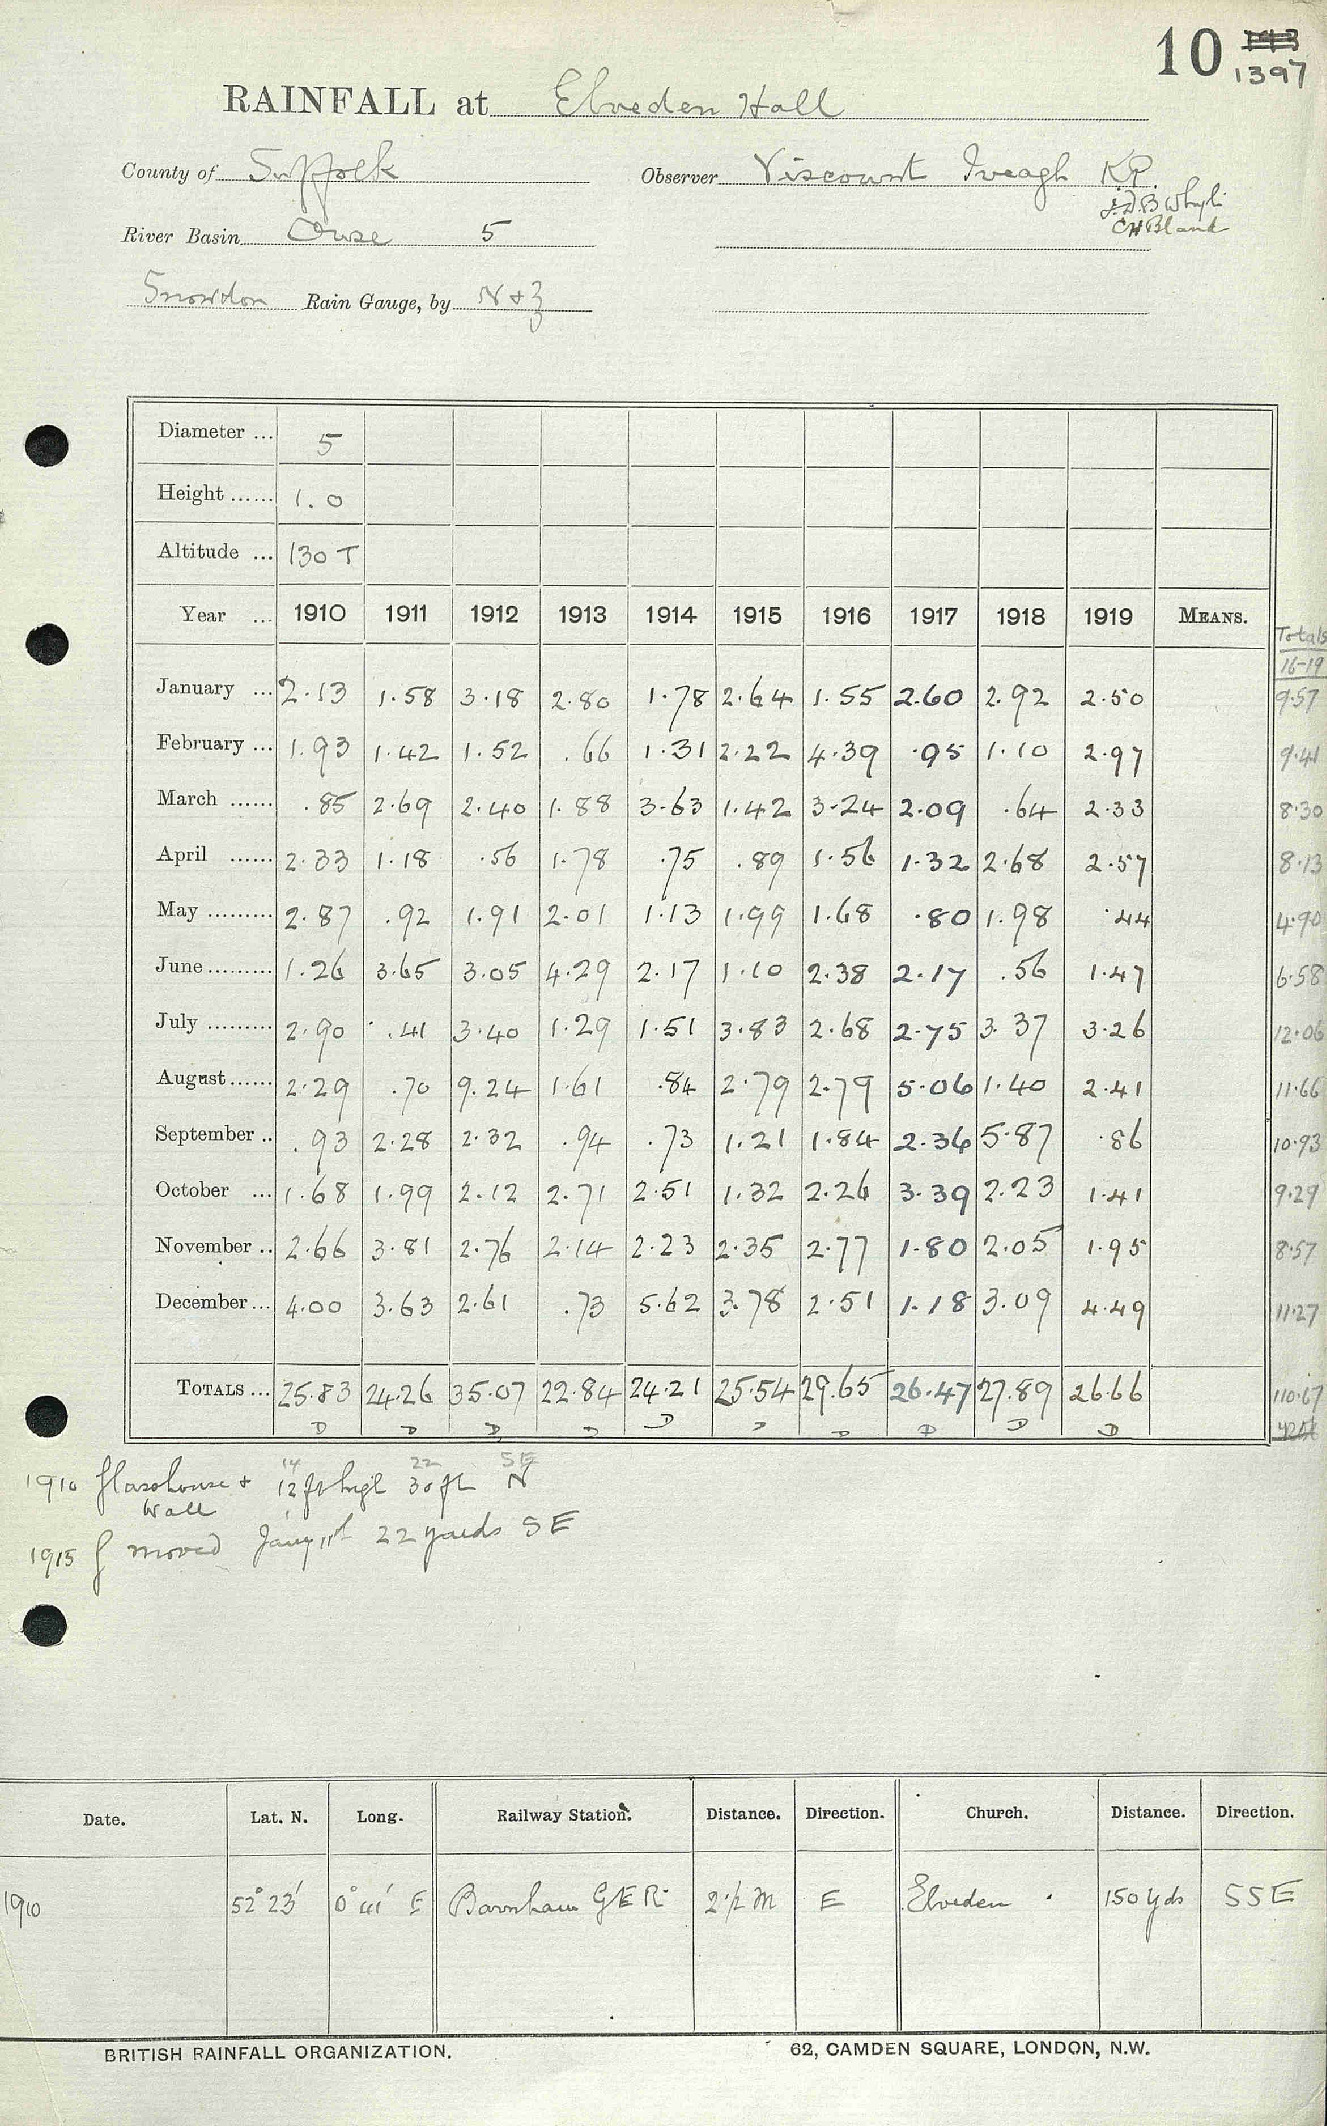 10 1397
RAINFALL at Elveden Hall
County of Suffolk Observer Viscount Iveagh K.P.
C H Bland
River Basin Ouse 5
Snowdon Rain Gauge, by N & Z
Diameter ... 5
Height ...... 1.0
Altitude ... 130 T
Year ... 1910 1911 1912 1913 1914 1915 1916 1917 1918 1919 MEANS. Totals
16-19
January ... 2.13 1.58 3.18 2.80 1.78 2.64 1.55 2.60 2.92 2.50 9.57
February ... 1.93 1.42 1.52 .66 1.31 2.22 4.39 .95 1.10 2.97 9.41
March ...... .85 2.69 2.40 1.88 3.63 1.42 3.24 2.09 .64 2.33 8.30
April ...... 2.33 1.18 .56 1.78 .75 .89 1.56 1.32 2.68 2.57 8.13
May ......... 2.87 .92 1.91 2.01 1.13 1.99 1.68 .80 1.98 .44 4.90
June ......... 1.26 3.65 3.05 4.29 2.17 1.10 2.38 2.17 .56 1.47 6.58
July ......... 2.90 .41 3.40 1.29 1.51 3.83 2.68 2.75 3.37 3.26 12.06
August ...... 2.29 .70 9.24 1.61 .84 2.79 2.79 5.06 1.40 2.41 11.66
September .. .93 2.28 2.32 .94 .73 1.21 1.84 2.36 5.87 .86 10.93
October ... 1.68 1.99 2.12 2.71 2.51 1.32 2.26 3.39 2.23 1.41 9.29
November .. 2.66 3.81 2.76 2.14 2.23 2.35 2.77 1.80 2.05 1.95 8.57
December ... 4.00 3.63 2.61 .73 5.62 3.78 2.51 1.18 3.09 4.49 11.27
TOTALS ... 25.83 24.26 35.07 22.84 24.21 25.54 29.65 26.47 27.89 26.66 110.67
D D D D D D D D D D
14 22 SE
1910 Glasshouse + 12 ft high 30 ft N
Wall
1915 G moved Jany 1st 22 yards SE
Date. Lat. N. Long. Railway Station. Distance. Direction. Church. Distance. Direction.
1910 52° 23' 0° 41' E Barnham G E R 2½ M E Elveden 150 yds SSE
BRITISH RAINFALL ORGANIZATION. 62, CAMDEN SQUARE, LONDON, N.W.